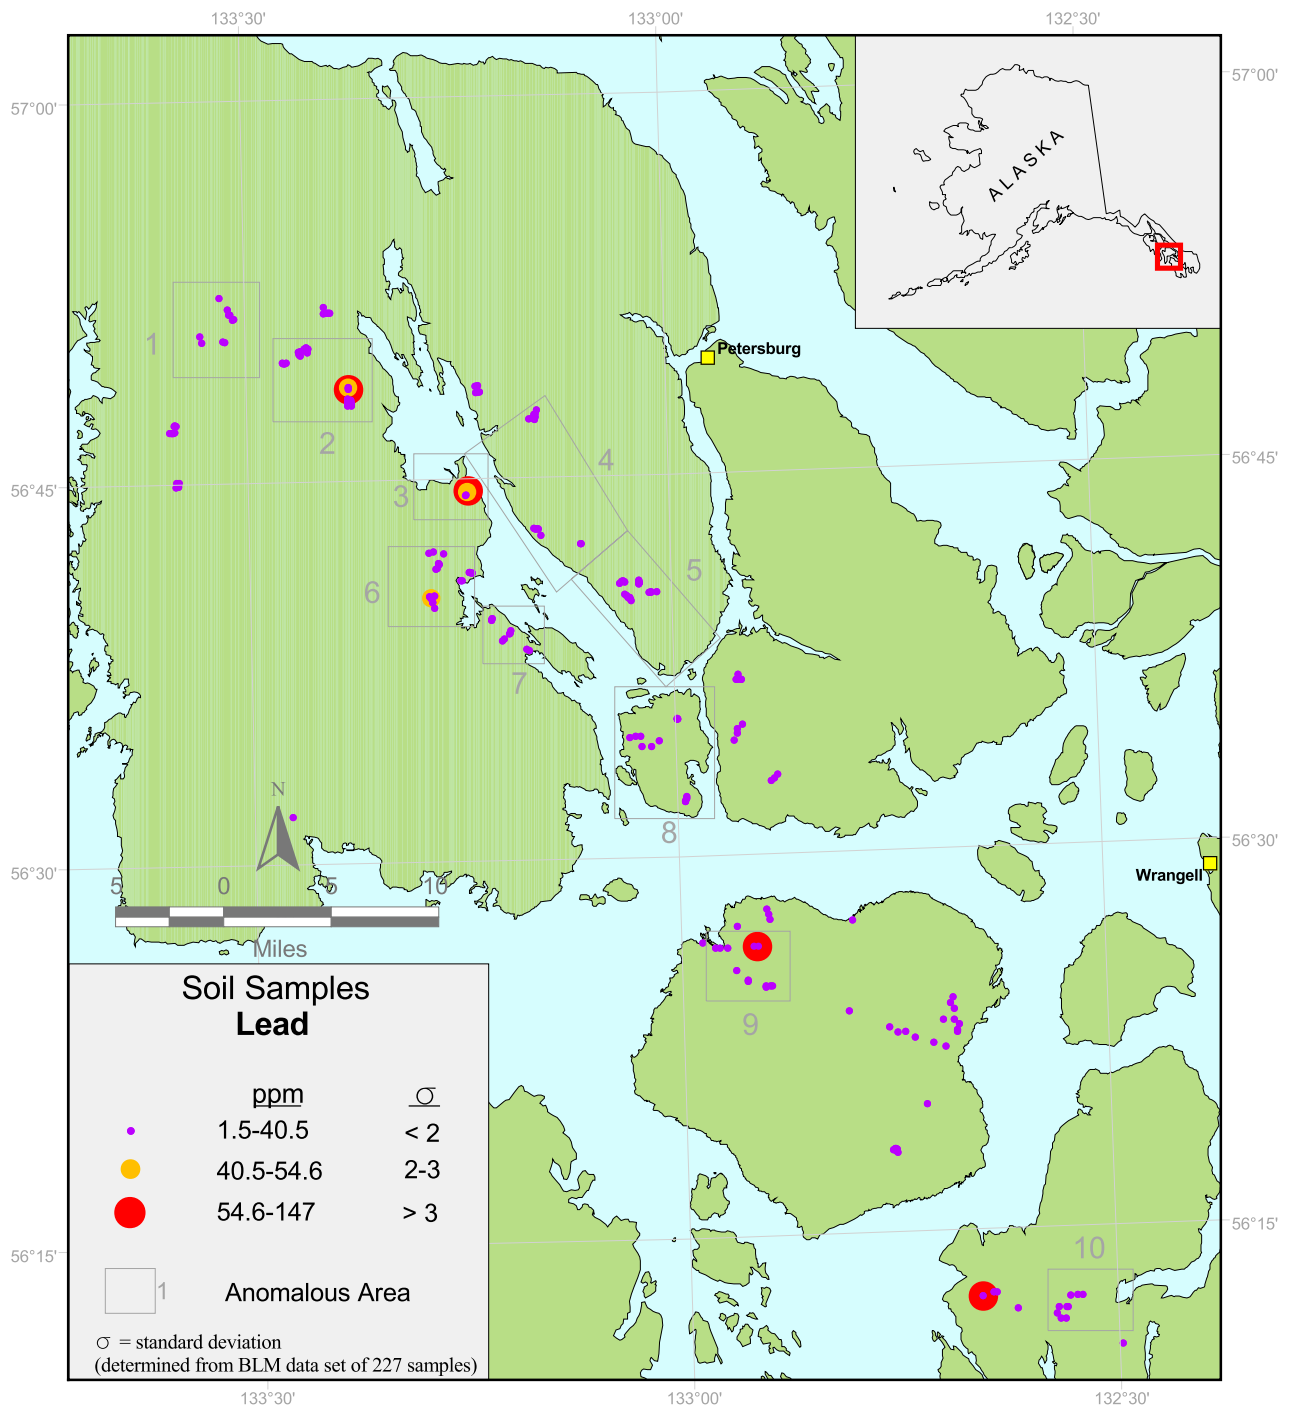 133°30' 133°00' 132°30'
57°00' 57°00'
ALASKA
1
Petersburg
2
4
56°45' 56°45'
3
5
6
7
8
N
56°30' 56°30'
Wrangell
5 0 5 10
Miles
9
Soil Samples
Lead
ppm σ
1.5-40.5 < 2
40.5-54.6 2-3
54.6-147 > 3
56°15' 56°15'
10
1 Anomalous Area
σ = standard deviation
(determined from BLM data set of 227 samples)
133°30' 133°00' 132°30'